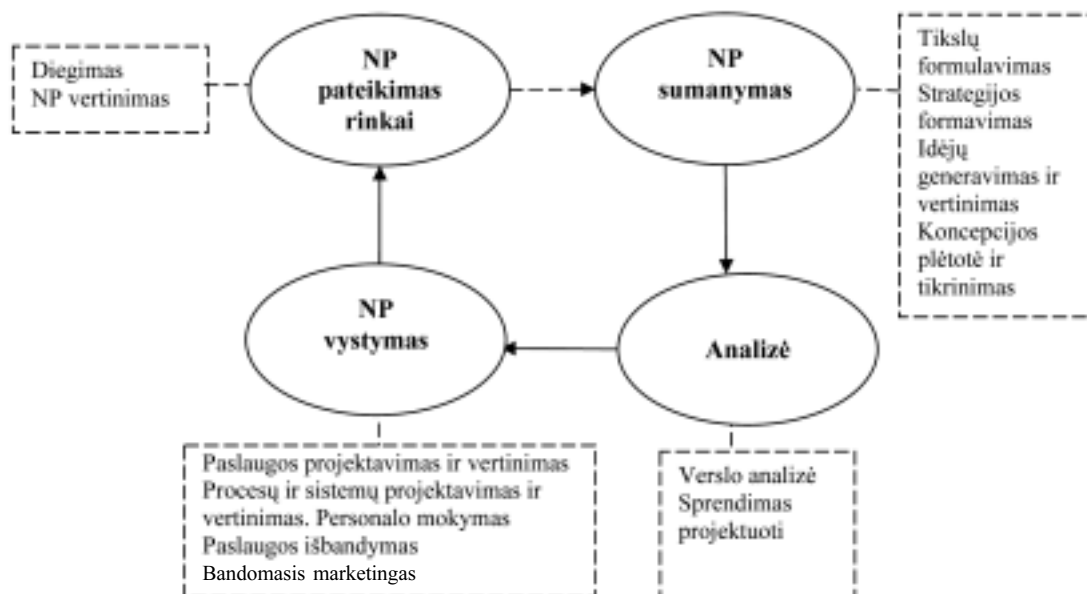 Diegimas
NP vertinimas
NP
pateikimas
rinkai
NP
sumanymas
Tikslų
formulavimas
Strategijos
formavimas
Idėjų
generavimas ir
vertinimas
Koncepcijos
plėtotė ir
tikrinimas
NP
vystymas
Analizė
Paslaugos projektavimas ir vertinimas
Procesų ir sistemų projektavimas ir
vertinimas. Personalo mokymas
Paslaugos išbandymas
Bandomasis marketingas
Verslo analizė
Sprendimas
projektuoti